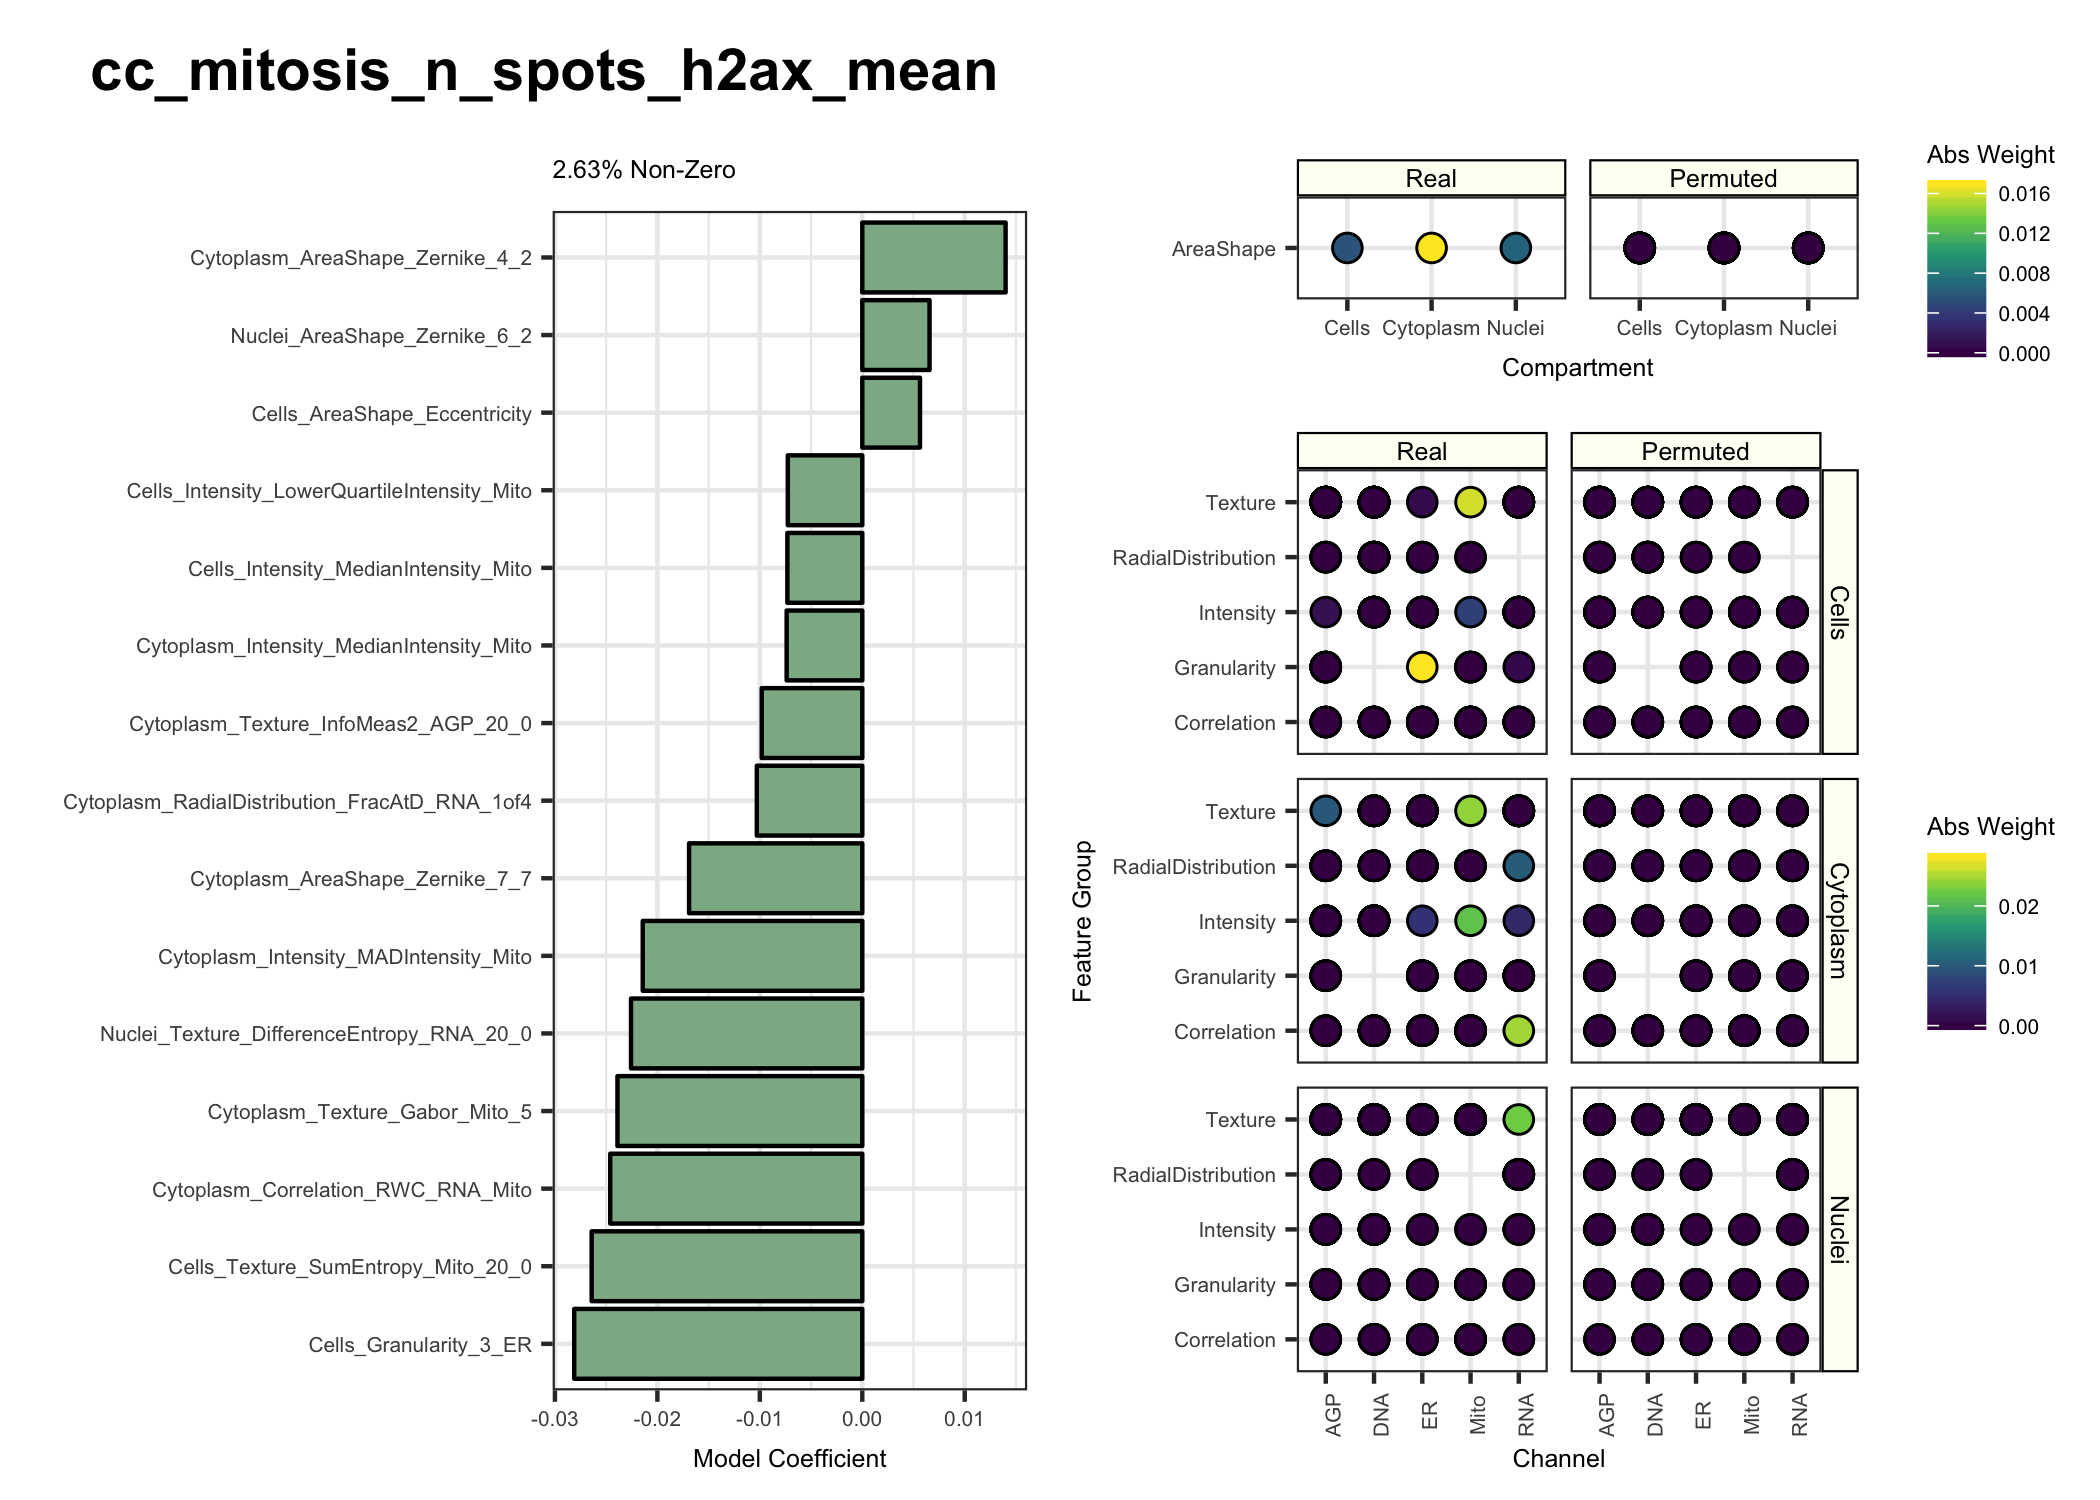 cc_mitosis_n_spots_h2ax_mean
2.63% Non-Zero
Cytoplasm_AreaShape_Zernike_4_2
Nuclei_AreaShape_Zernike_6_2
Cells_AreaShape_Eccentricity
Cells_Intensity_LowerQuartileIntensity_Mito
Cells_Intensity_MedianIntensity_Mito
Cytoplasm_Intensity_MedianIntensity_Mito
Cytoplasm_Texture_InfoMeas2_AGP_20_0
Cytoplasm_RadialDistribution_FracAtD_RNA_1of4
Cytoplasm_AreaShape_Zernike_7_7
Cytoplasm_Intensity_MADIntensity_Mito
Nuclei_Texture_DifferenceEntropy_RNA_20_0
Cytoplasm_Texture_Gabor_Mito_5
Cytoplasm_Correlation_RWC_RNA_Mito
Cells_Texture_SumEntropy_Mito_20_0
Cells_Granularity_3_ER
-0.03 -0.02 -0.01 0.00 0.01
Model Coefficient
Real Permuted
AreaShape
Cells Cytoplasm Nuclei Cells Cytoplasm Nuclei
Compartment
Abs Weight
0.016
0.012
0.008
0.004
0.000
Real Permuted
Feature Group
Texture
RadialDistribution
Intensity
Granularity
Correlation
Cells
Texture
RadialDistribution
Intensity
Granularity
Correlation
Cytoplasm
Texture
RadialDistribution
Intensity
Granularity
Correlation
Nuclei
AGP DNA ER Mito RNA AGP DNA ER Mito RNA
Channel
Abs Weight
0.02
0.01
0.00